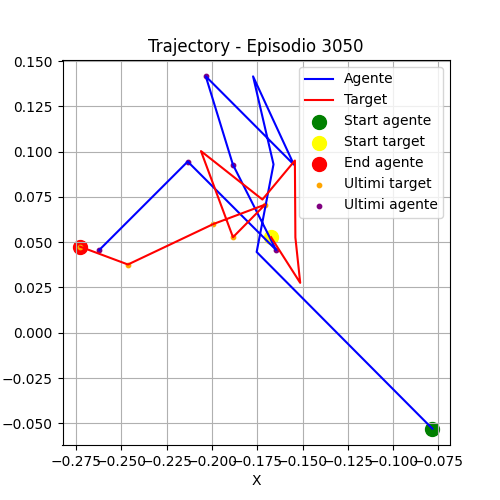 Trajectory - Episodio 3050
Agente
Target
Start agente
Start target
End agente
Ultimi target
Ultimi agente
0.150
0.125
0.100
0.075
0.050
0.025
0.000
−0.025
−0.050
−0.275 −0.250 −0.225 −0.200 −0.175 −0.150 −0.125 −0.100 −0.075
X